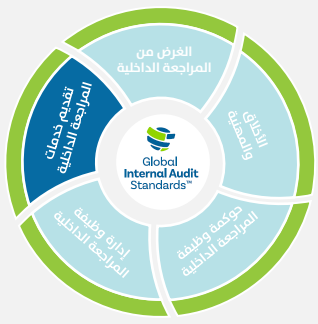 الغرض من
المراجعة الداخلية
الأخلاق
والمهنية
حوكمة وظيفة
المراجعة الداخلية
إدارة وظيفة
المراجعة الداخلية
تقديم خدمات
المراجعة الداخلية
Global
Internal Audit
Standards™